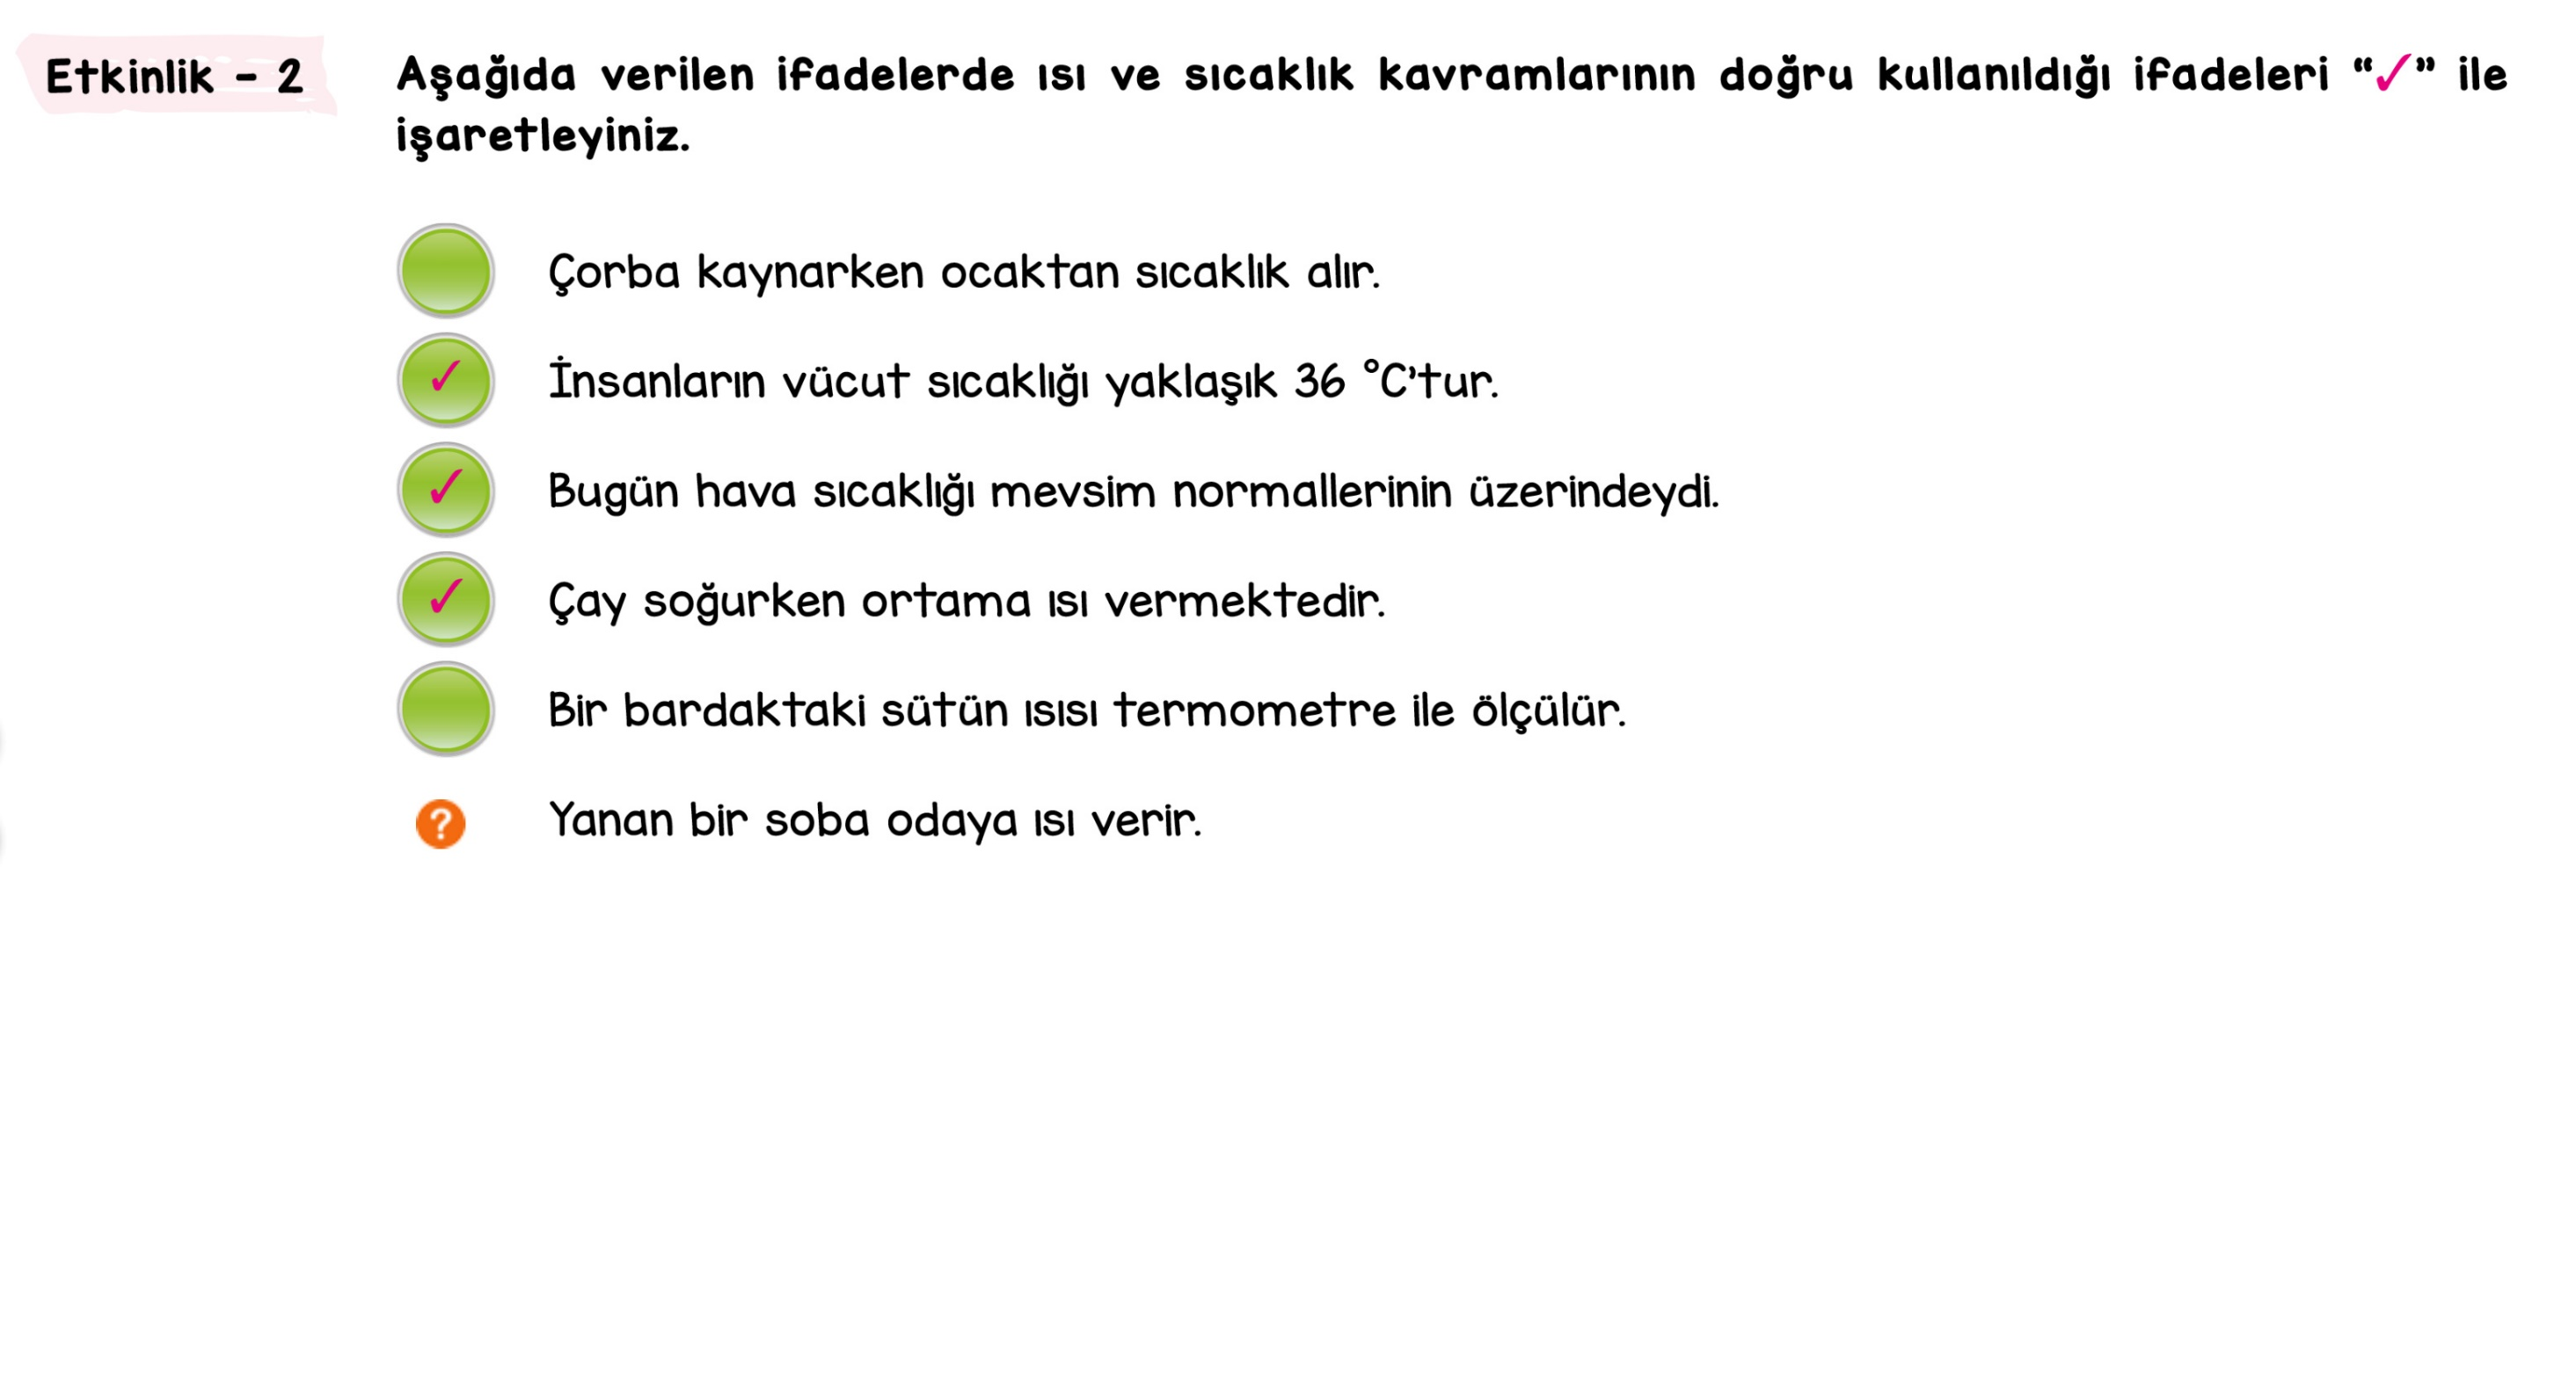 Etkinlik - 2
Aşağıda verilen ifadelerde ısı ve sıcaklık kavramlarının doğru kullanıldığı ifadeleri “✓” ile
işaretleyiniz.
Çorba kaynarken ocaktan sıcaklık alır.
✓ İnsanların vücut sıcaklığı yaklaşık 36 °C'tur.
✓ Bugün hava sıcaklığı mevsim normallerinin üzerindeydi.
✓ Çay soğurken ortama ısı vermektedir.
Bir bardaktaki sütün ısısı termometre ile ölçülür.
? Yanan bir soba odaya ısı verir.